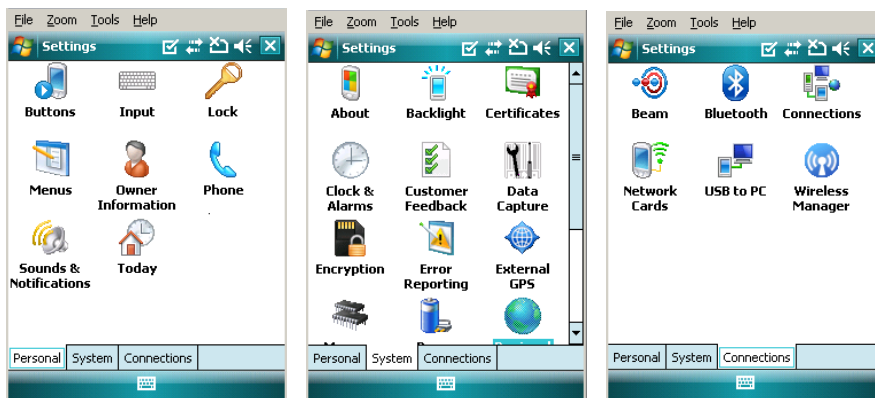 File Zoom Tools Help
Settings
Buttons Input Lock
Menus Owner Information Phone
Sounds & Notifications Today
Personal System Connections
File Zoom Tools Help
Settings
About Backlight Certificates
Clock & Alarms Customer Feedback Data Capture
Encryption Error Reporting External GPS
Personal System Connections
File Zoom Tools Help
Settings
Beam Bluetooth Connections
Network Cards USB to PC Wireless Manager
Personal System Connections